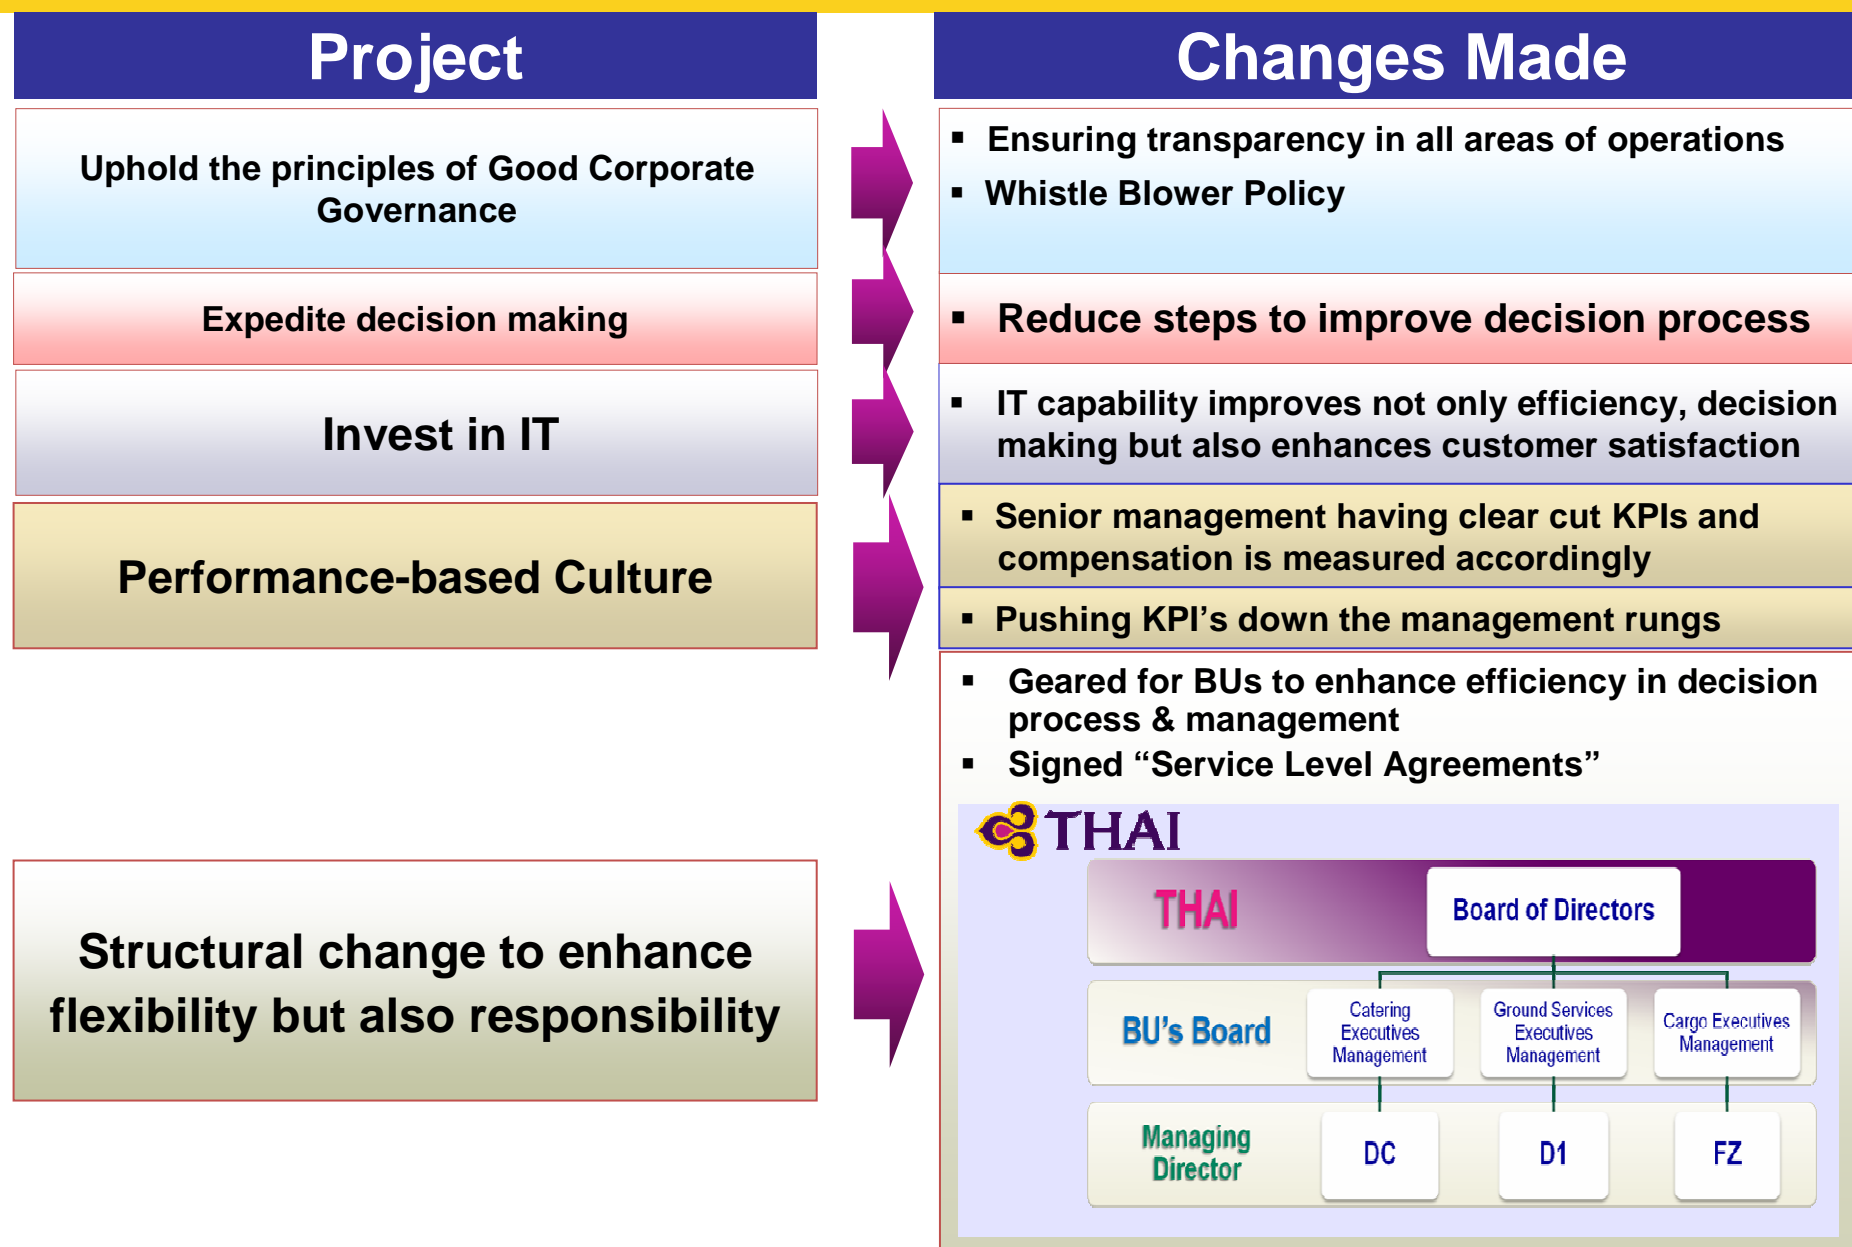 Project
Changes Made
Uphold the principles of Good Corporate
Governance
▪ Ensuring transparency in all areas of operations
▪ Whistle Blower Policy
Expedite decision making
▪ Reduce steps to improve decision process
Invest in IT
▪ IT capability improves not only efficiency, decision
making but also enhances customer satisfaction
Performance-based Culture
▪ Senior management having clear cut KPIs and
compensation is measured accordingly
▪ Pushing KPI’s down the management rungs
Structural change to enhance
flexibility but also responsibility
▪ Geared for BUs to enhance efficiency in decision
process & management
▪ Signed “Service Level Agreements”
THAI
THAI
Board of Directors
BU's Board
Catering
Executives
Management
Ground Services
Executives
Management
Cargo Executives
Management
Managing
Director
DC
D1
FZ